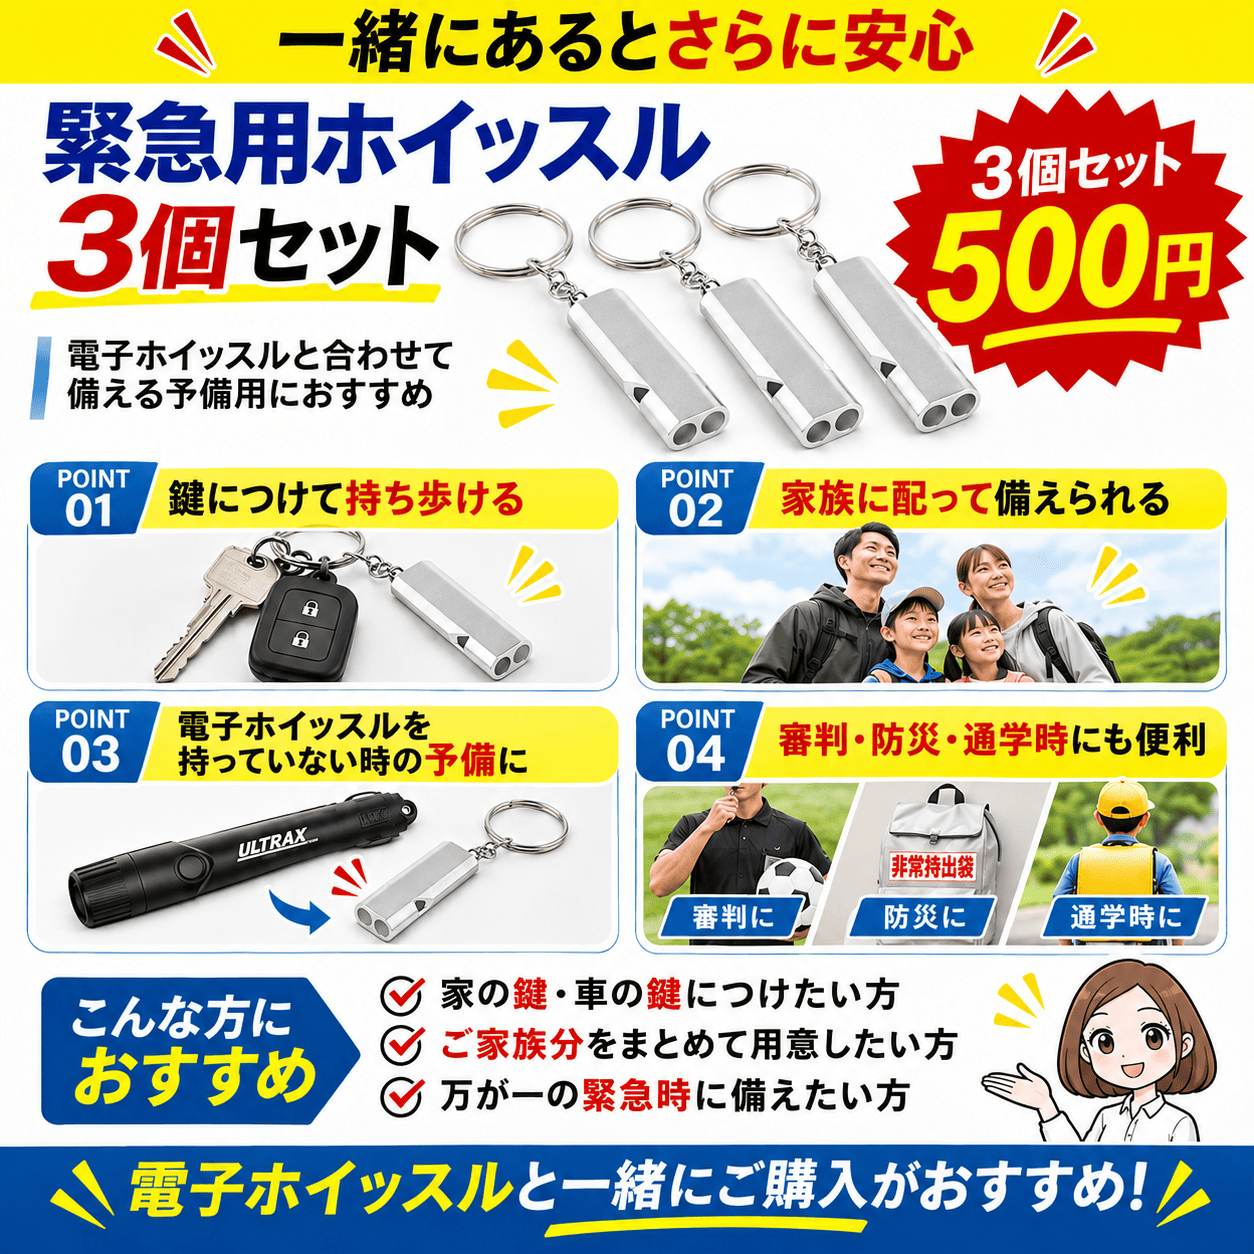 一緒にあるとさらに安心
緊急用ホイッスル
3個セット
3個セット
500円
電子ホイッスルと合わせて
備える予備用におすすめ
POINT
01
鍵につけて持ち歩ける
POINT
02
家族に配って備えられる
POINT
03
電子ホイッスルを
持っていない時の予備に
ULTRAX
POINT
04
審判・防災・通学時にも便利
非常持出袋
審判に
防災に
通学時に
こんな方に
おすすめ
家の鍵・車の鍵につけたい方
ご家族分をまとめて用意したい方
万が一の緊急時に備えたい方
電子ホイッスルと一緒にご購入がおすすめ!